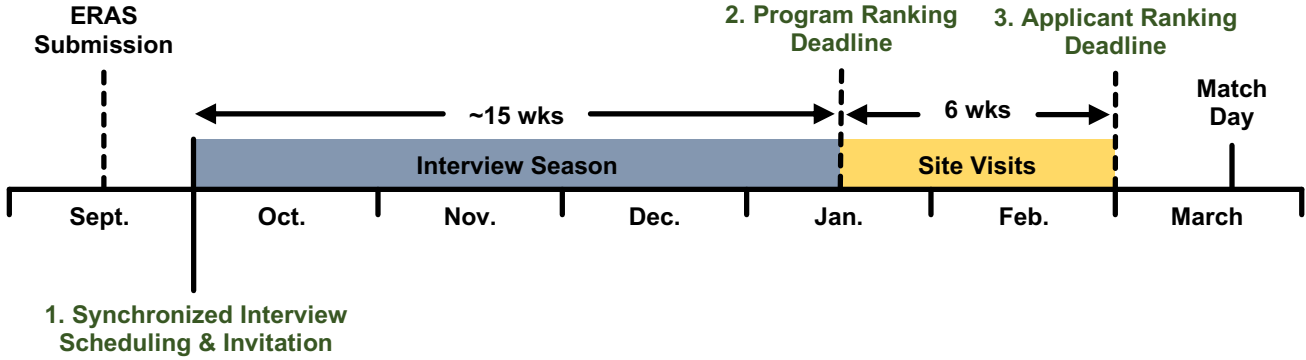 ERAS
Submission
2. Program Ranking
Deadline
3. Applicant Ranking
Deadline
~15 wks
6 wks
Match
Day
Interview Season
Site Visits
Sept.
Oct.
Nov.
Dec.
Jan.
Feb.
March
1. Synchronized Interview
Scheduling & Invitation